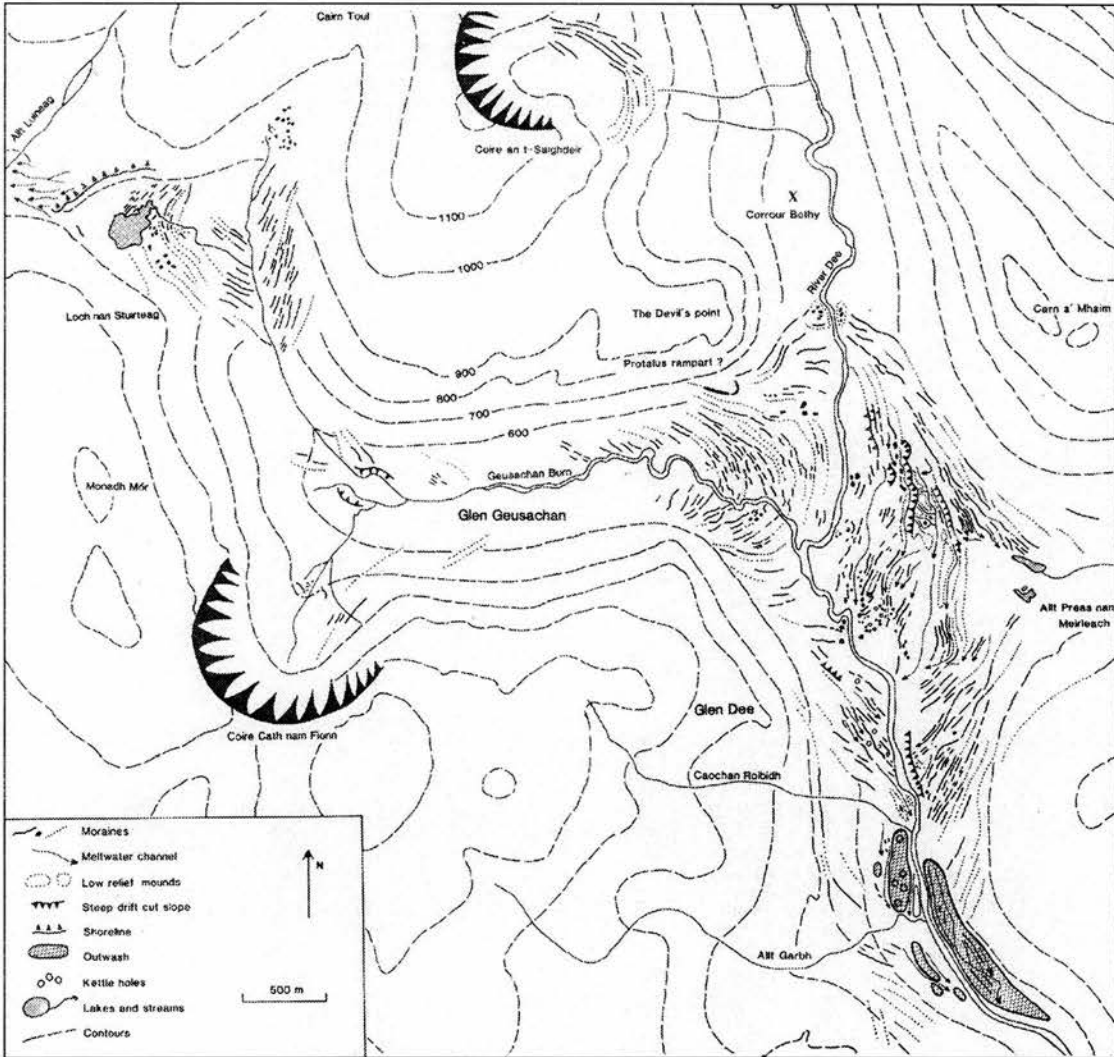 Cairn Toul
Allt Luineag
Coire an t-Saighdeir
X
Corrour Bothy
1100
1000
River Dee
Loch nan Stuirteag
The Devil's point
Carn a' Mhaim
Protalus rampart ?
900
800
700
600
Monadh Mór
Geusachan Burn
Glen Geusachan
Allt Preas nam
Meirleach
Coire Cath nam Fionn
Glen Dee
Caochan Roibidh
Allt Garbh
Moraines
Meltwater channel
Low relief mounds
Steep drift cut slope
Shoreline
Outwash
Kettle holes
Lakes and streams
Contours
N
500 m